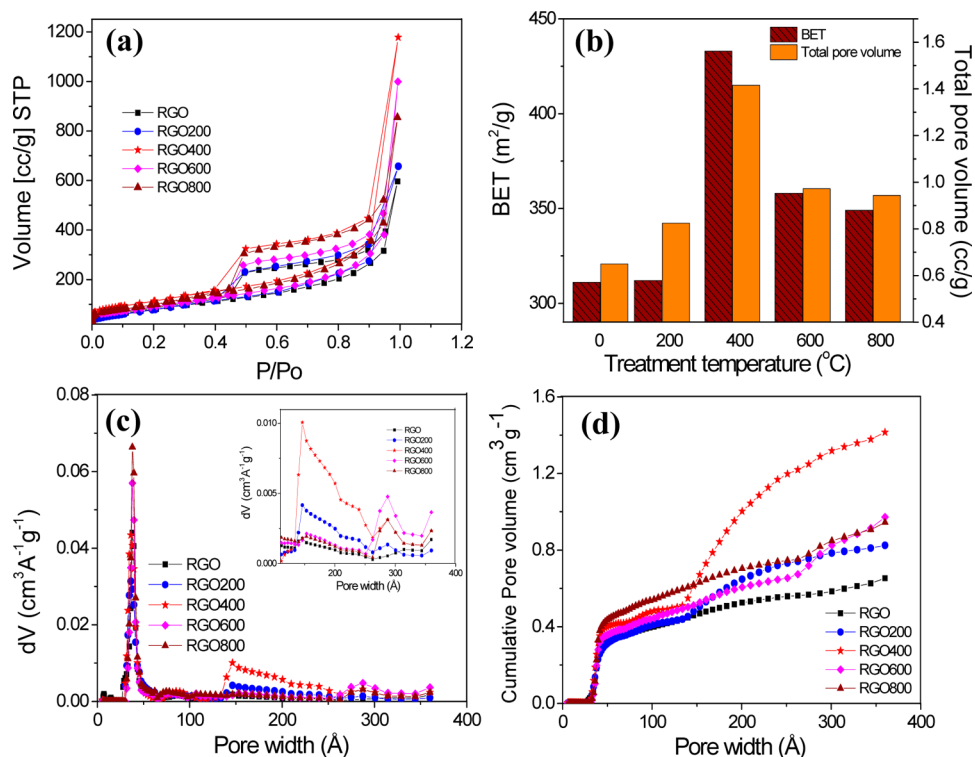 (a)
Volume [cc/g] STP
1200
1000
800
600
400
200
0.0 0.2 0.4 0.6 0.8 1.0 1.2
P/Po
RGO
RGO200
RGO400
RGO600
RGO800
(b)
BET (m²/g)
450
400
350
300
0 200 400 600 800
Treatment temperature (°C)
BET
Total pore volume
1.6
1.4
1.2
1.0
0.8
0.6
0.4
Total pore volume (cc/g)
(c)
dV (cm³A⁻¹g⁻¹)
0.08
0.06
0.04
0.02
0.00
0 100 200 300 400
Pore width (Å)
RGO
RGO200
RGO400
RGO600
RGO800
dV (cm³A⁻¹g⁻¹)
0.010
0.005
0.000
200 300 400
Pore width (Å)
RGO
RGO200
RGO400
RGO600
RGO800
(d)
Cumulative Pore volume (cm³g⁻¹)
1.6
1.2
0.8
0.4
0.0
0 100 200 300 400
Pore width (Å)
RGO
RGO200
RGO400
RGO600
RGO800